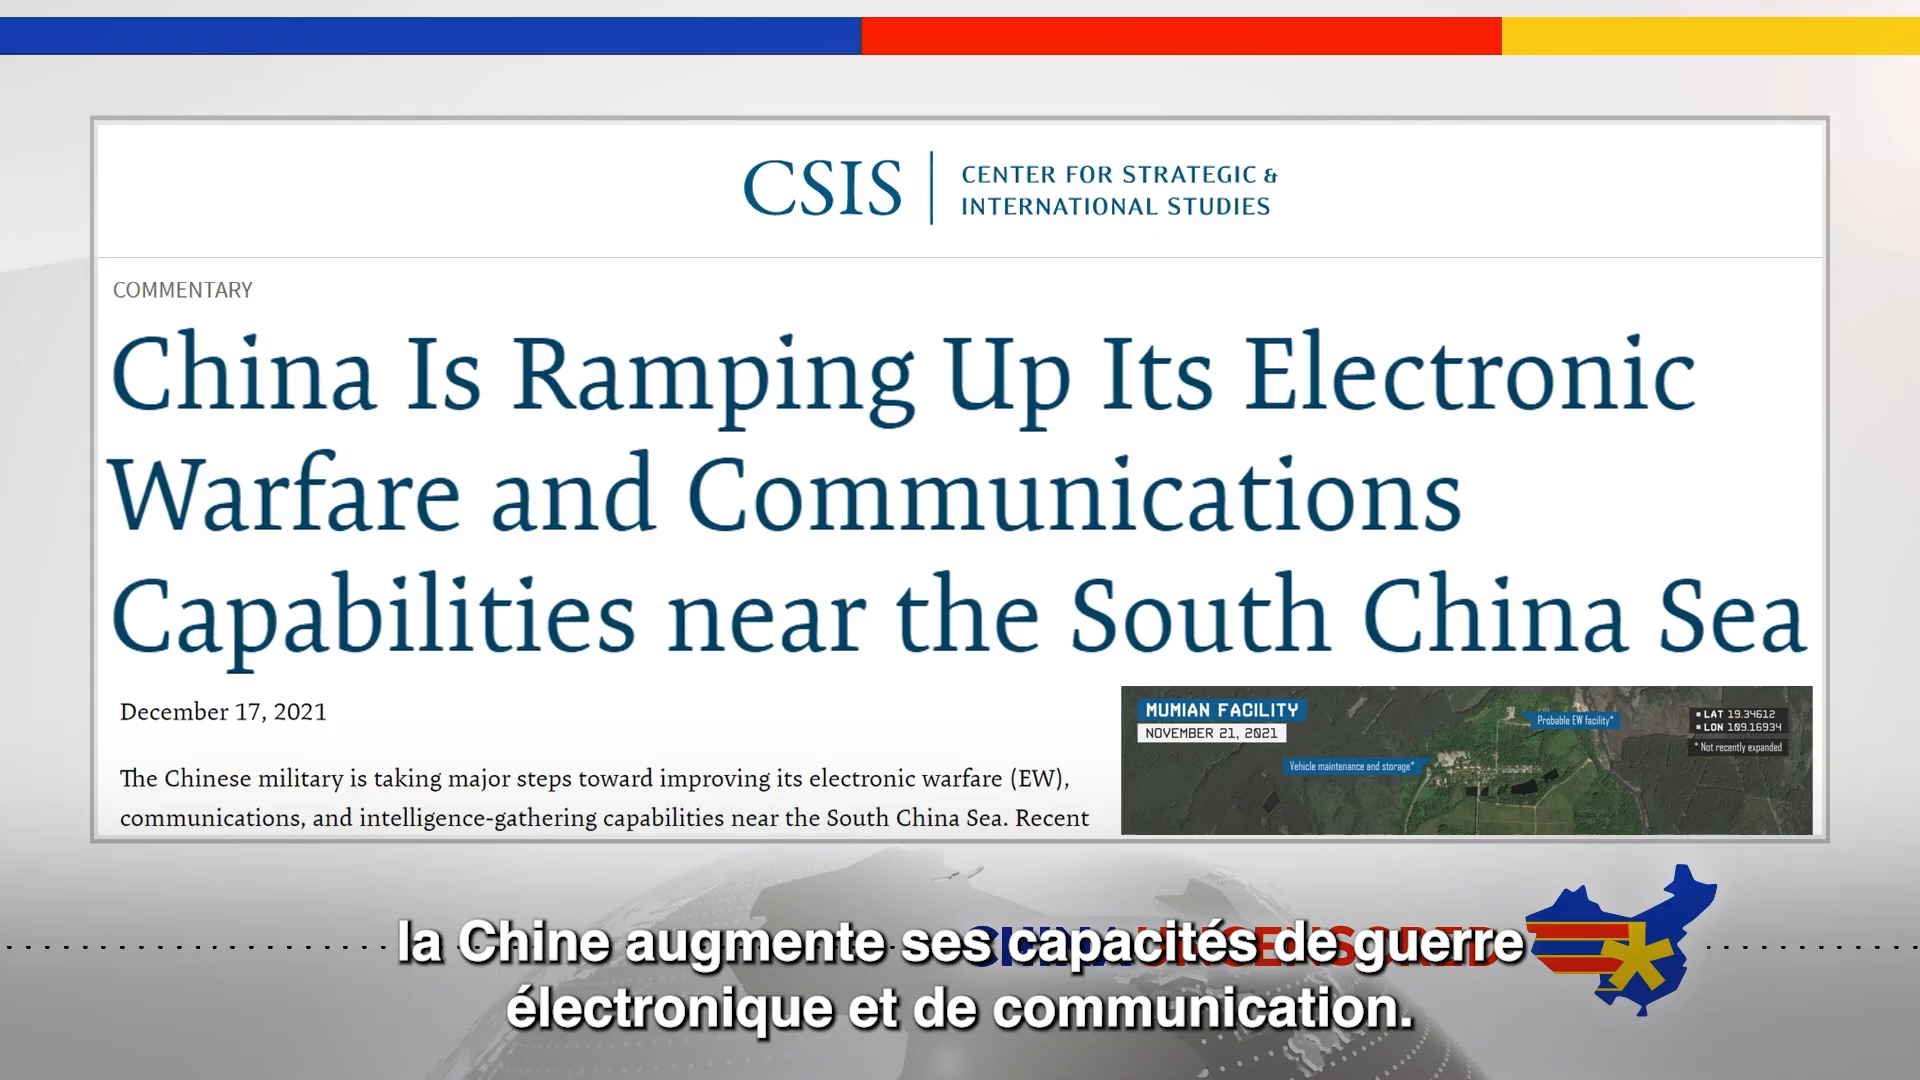 CSIS
CENTER FOR STRATEGIC &
INTERNATIONAL STUDIES
COMMENTARY
China Is Ramping Up Its Electronic
Warfare and Communications
Capabilities near the South China Sea
December 17, 2021
The Chinese military is taking major steps toward improving its electronic warfare (EW),
communications, and intelligence-gathering capabilities near the South China Sea. Recent
MUMIAN FACILITY
NOVEMBER 21, 2021
Probable EW facility*
Vehicle maintenance and storage*
LAT 19.34612
LON 109.16934
* Not recently expanded
CHINA UNCENSORED
la Chine augmente ses capacités de guerre
électronique et de communication.